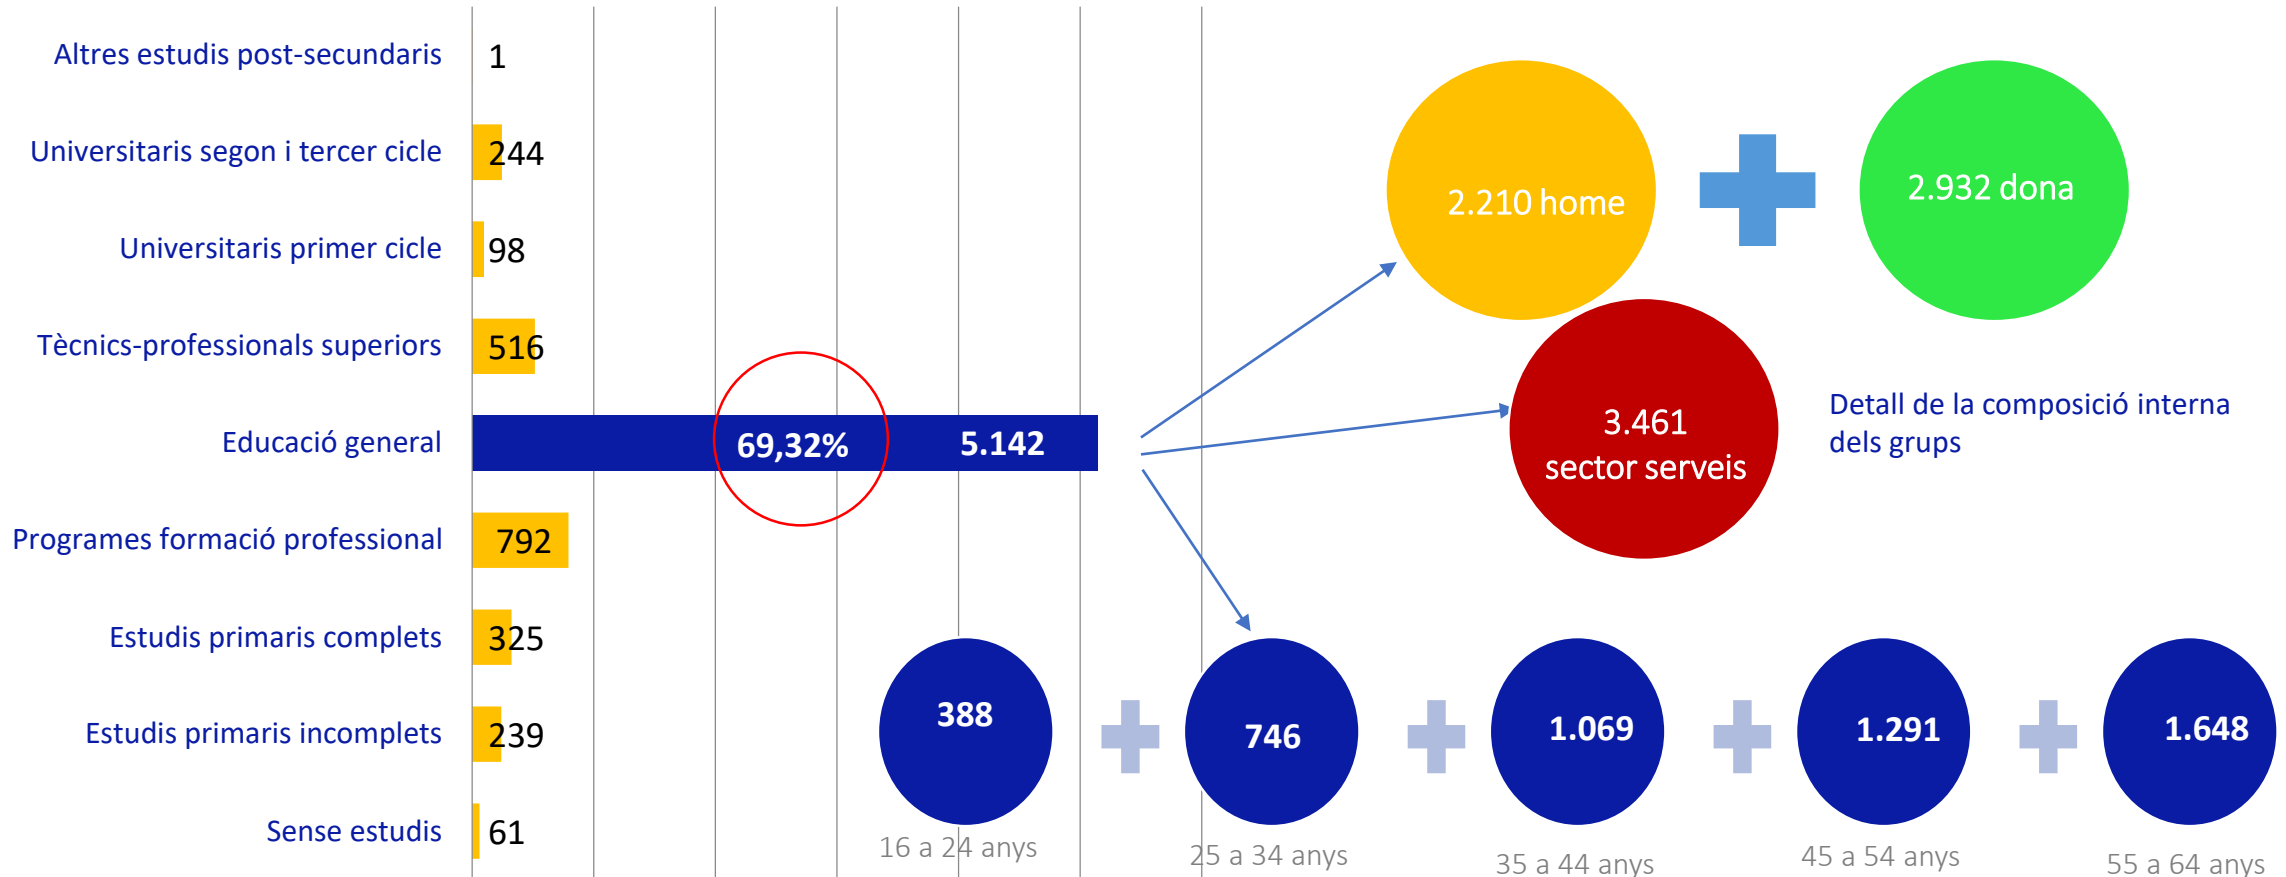 Altres estudis post-secundaris
1
Universitaris segon i tercer cicle
244
Universitaris primer cicle
98
Tècnics-professionals superiors
516
Educació general
69,32%
5.142
Programes formació professional
792
Estudis primaris complets
325
Estudis primaris incomplets
239
Sense estudis
61
2.210 home
2.932 dona
3.461
sector serveis
Detall de la composició interna
dels grups
388
746
1.069
1.291
1.648
16 a 24 anys
25 a 34 anys
35 a 44 anys
45 a 54 anys
55 a 64 anys